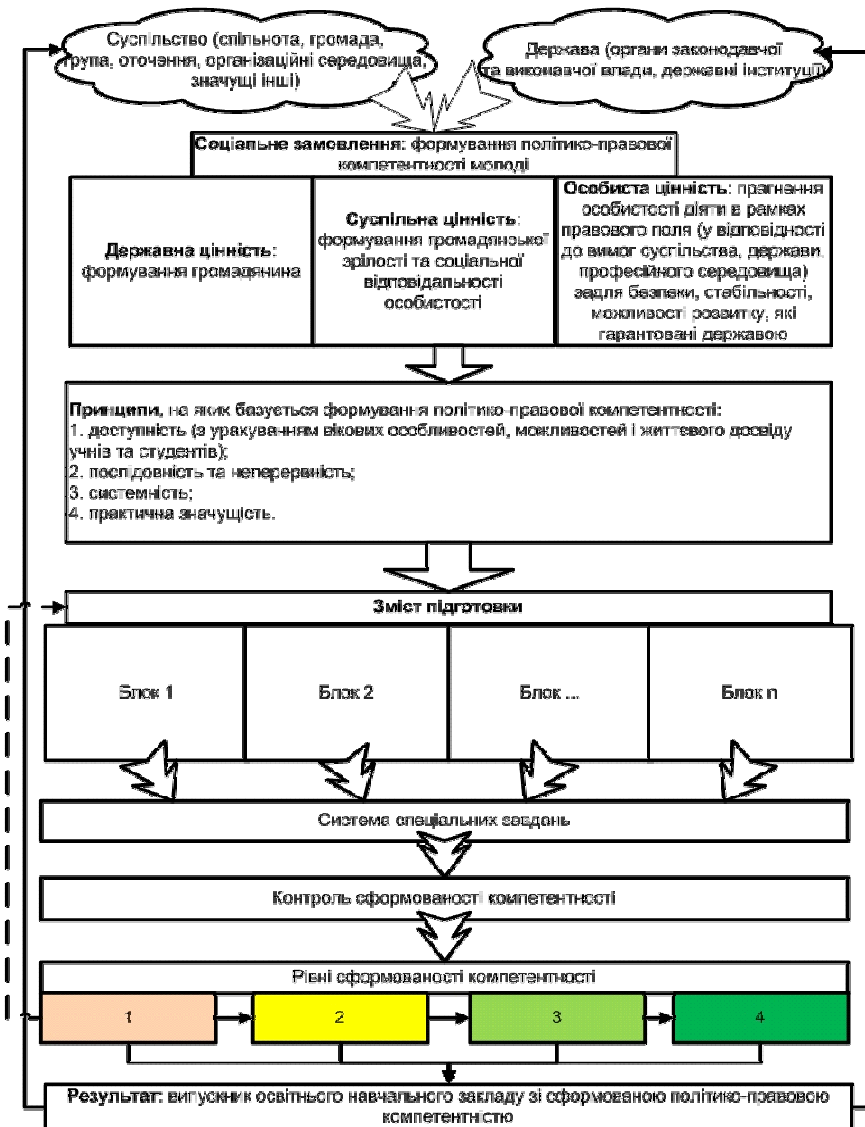 Суспільство (спільнота, громада,
група, оточення, організаційні середовища,
значущі інші)
Держава (органи законодавчої
та виконавчої влади, державні інституції)
Соціальне замовлення: формування політико-правової
компетентності молоді
Державна цінність:
формування громадянина
Суспільна цінність:
формування громадянської
зрілості та соціальної
відповідальності
особистості
Особиста цінність: прагнення
особистості діяти в рамках
правового поля (у відповідності
до вимог суспільства, держави,
професійного середовища)
задля безпеки, стабільності,
можливості розвитку, які
гарантовані державою
Принципи, на яких базується формування політико-правової компетентності:
1. доступність (з урахуванням вікових особливостей, можливостей і життєвого досвіду
учнів та студентів);
2. послідовність та неперервність;
3. системність;
4. практична значущість.
Зміст підготовки
Блок 1
Блок 2
Блок ...
Блок n
Система спеціальних завдань
Контроль сформованості компетентності
Рівні сформованості компетентності
1
2
3
4
Результат: випускник освітнього навчального закладу зі сформованою політико-правовою
компетентністю